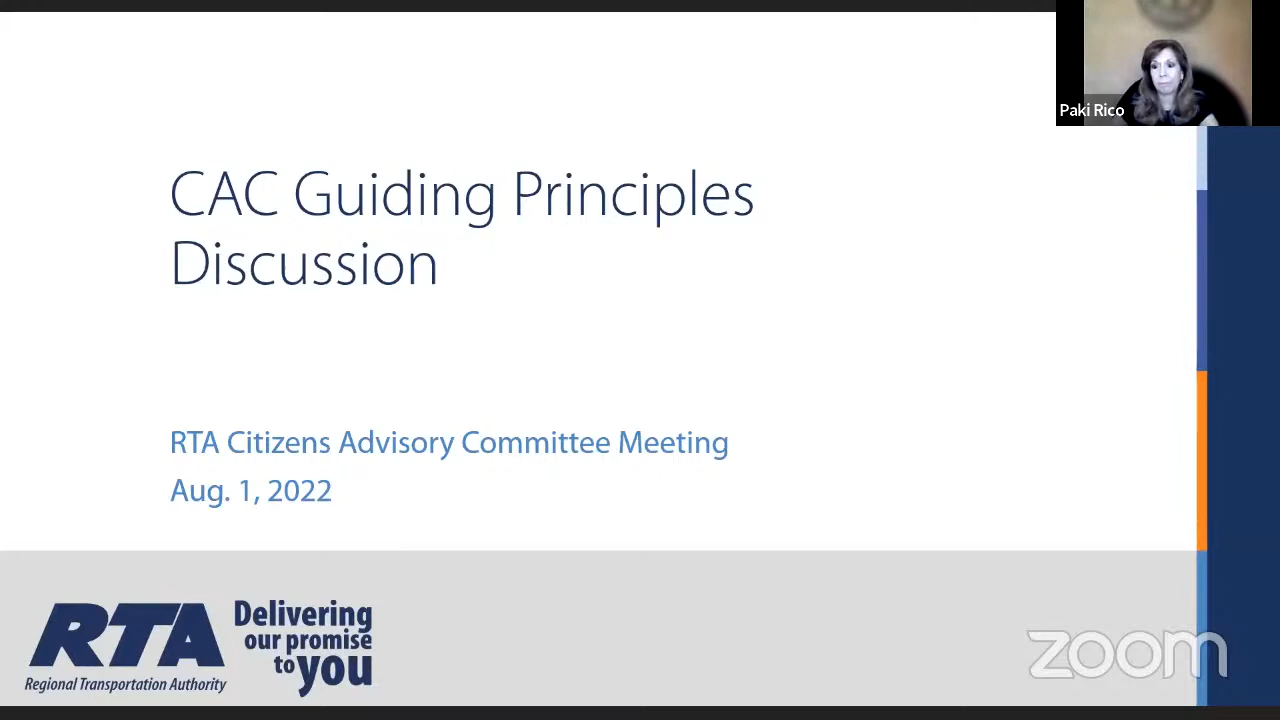 Paki Rico
CAC Guiding Principles
Discussion
RTA Citizens Advisory Committee Meeting
Aug. 1, 2022
RTA
Regional Transportation Authority
Delivering
our promise
to you
zoom